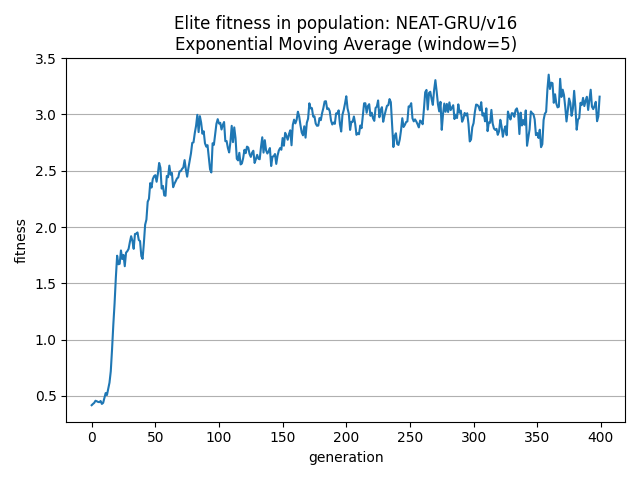 Elite fitness in population: NEAT-GRU/v16
Exponential Moving Average (window=5)
fitness
3.5
3.0
2.5
2.0
1.5
1.0
0.5
0 50 100 150 200 250 300 350 400
generation